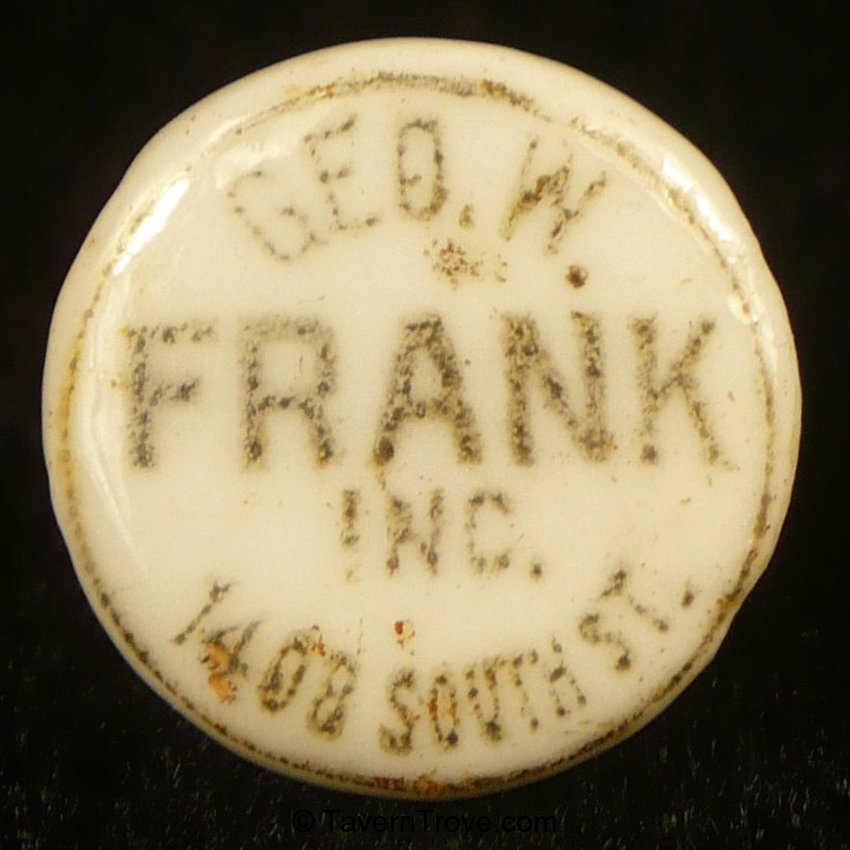 GEO. W.
FRANK
INC.
1408 SOUTH ST.
© TavernTrove.com